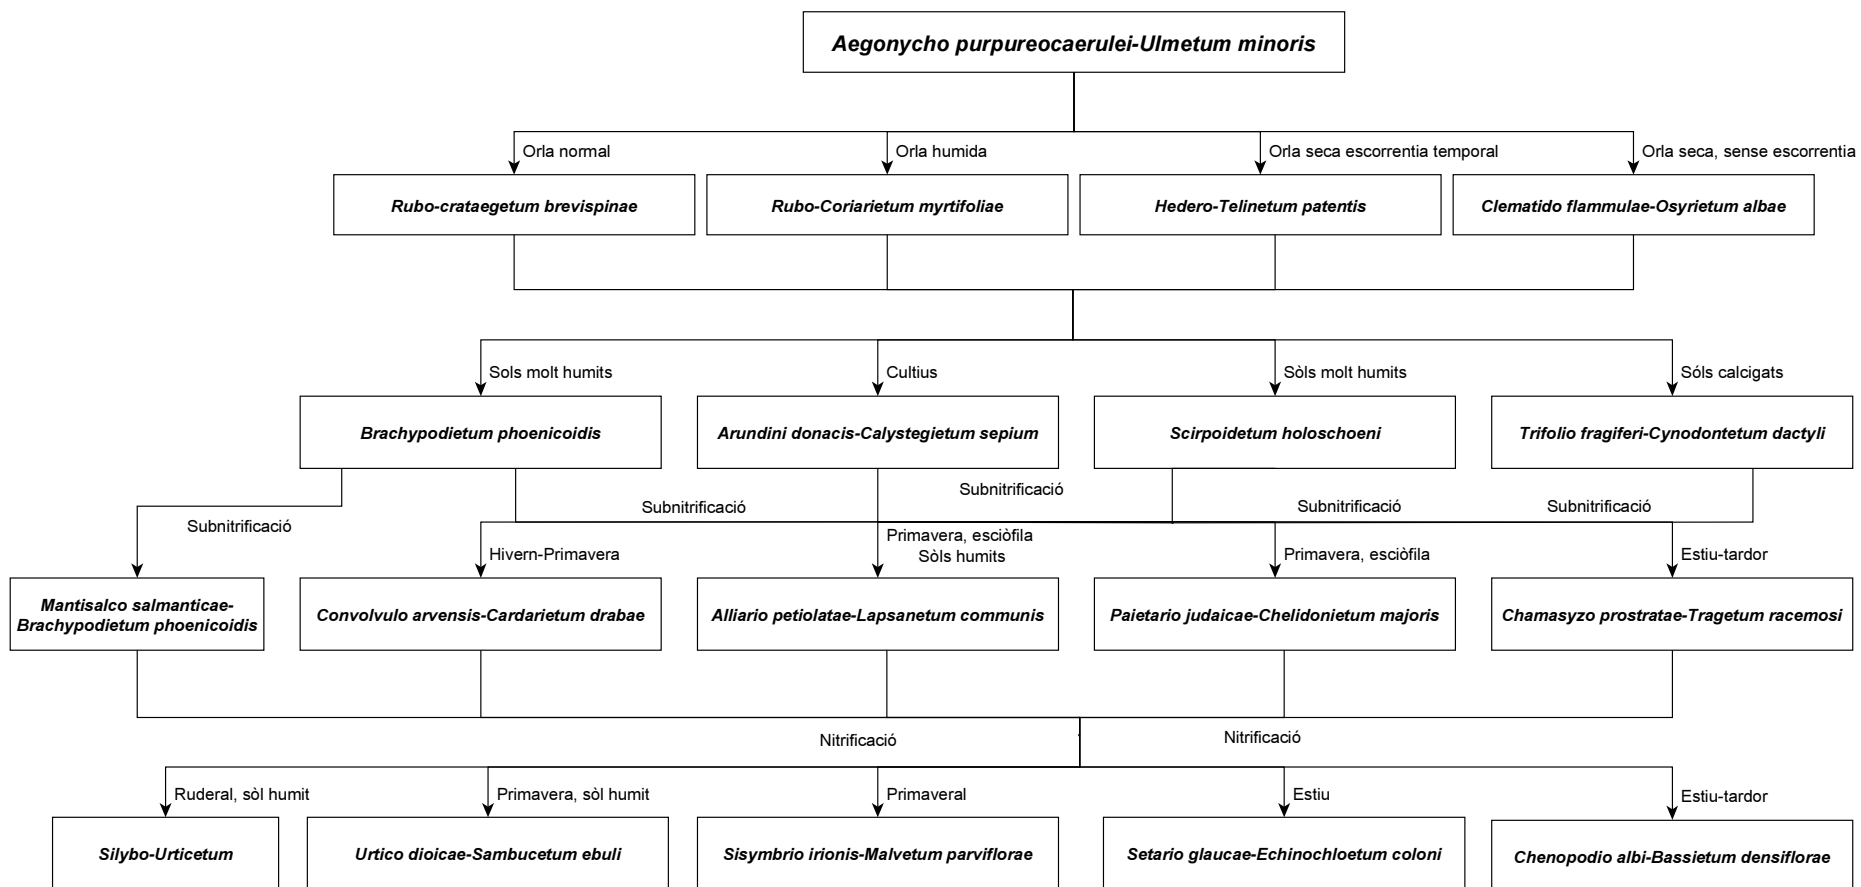 Aegonycho purpureocaerulei-Ulmetum minoris
Orla normal
Orla humida
Orla seca escorrentia temporal
Orla seca, sense escorrentia
Rubo-crataegetum brevispinae
Rubo-Coriarietum myrtifoliae
Hedero-Telinetum patentis
Clematido flammulae-Osyrietum albae
Sols molt humits
Cultius
Sòls molt humits
Sóls calcigats
Brachypodietum phoenicoidis
Arundini donacis-Calystegietum sepium
Scirpoidetum holoschoeni
Trifolio fragiferi-Cynodontetum dactyli
Subnitrificació
Subnitrificació
Subnitrificació
Subnitrificació
Subnitrificació
Hivern-Primavera
Primavera, esciòfila
Sòls humits
Primavera, esciòfila
Estiu-tardor
Mantisalco salmanticae-
Brachypodietum phoenicoidis
Convolvulo arvensis-Cardarietum drabae
Alliario petiolatae-Lapsanetum communis
Paietario judaicae-Chelidonietum majoris
Chamasyzo prostratae-Tragetum racemosi
Nitrificació
Nitrificació
Ruderal, sòl humit
Primavera, sòl humit
Primaveral
Estiu
Estiu-tardor
Silybo-Urticetum
Urtico dioicae-Sambucetum ebuli
Sisymbrio irionis-Malvetum parviflorae
Setario glaucae-Echinochloetum coloni
Chenopodio albi-Bassietum densiflorae